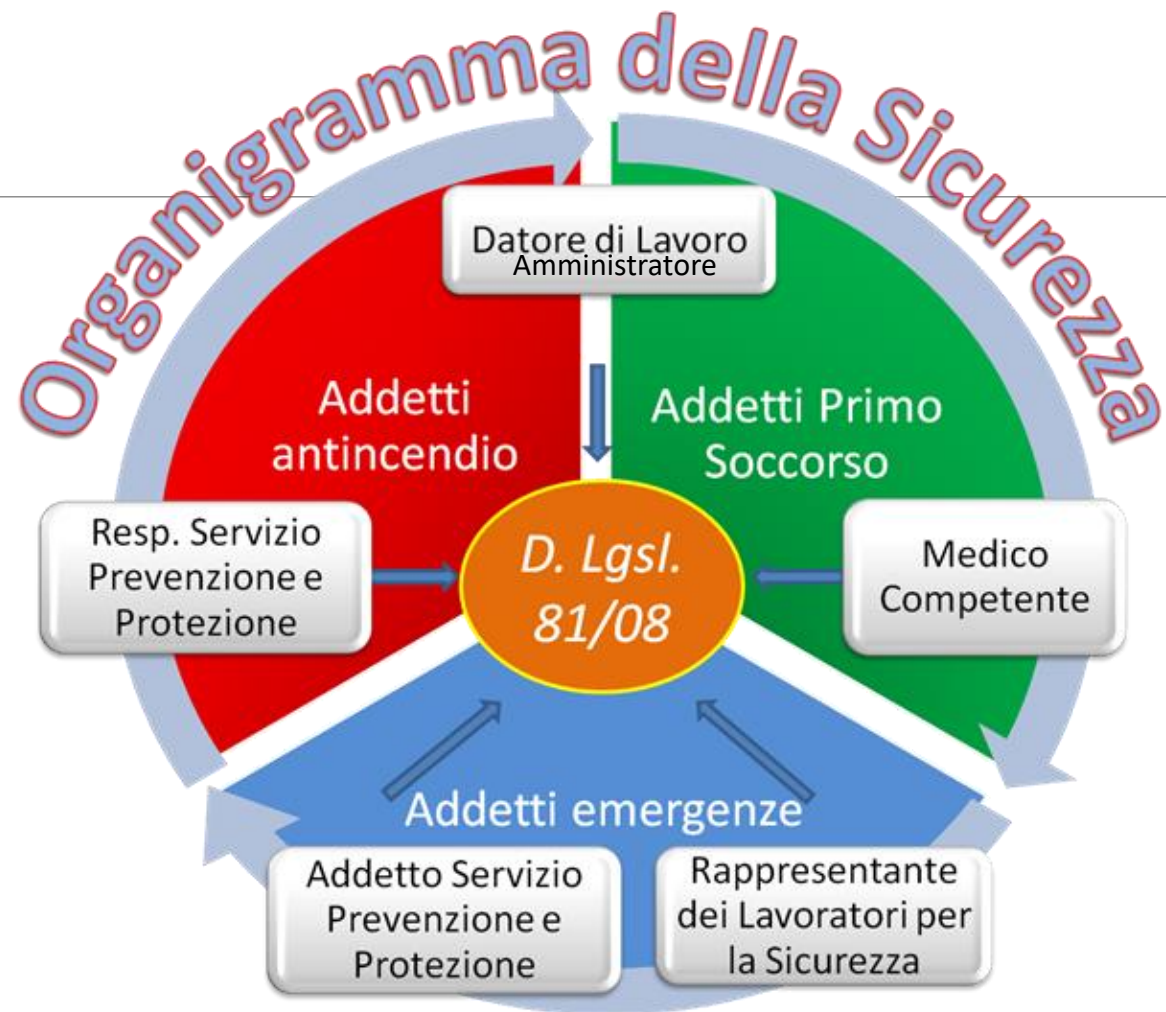 Organigramma della Sicurezza
Datore di Lavoro
Amministratore
Addetti
antincendio
Addetti Primo
Soccorso
Resp. Servizio
Prevenzione e
Protezione
D. Lgsl.
81/08
Medico
Competente
Addetti emergenze
Addetto Servizio
Prevenzione e
Protezione
Rappresentante
dei Lavoratori per
la Sicurezza